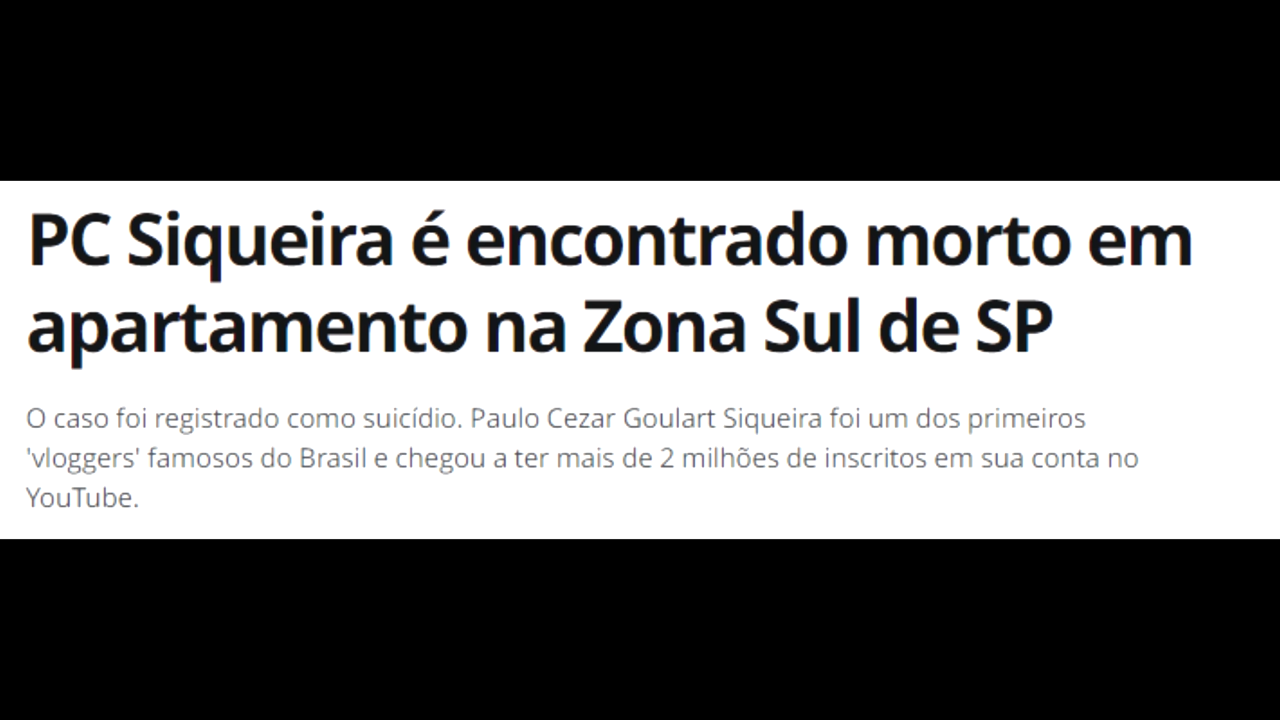 PC Siqueira é encontrado morto em
apartamento na Zona Sul de SP
O caso foi registrado como suicídio. Paulo Cezar Goulart Siqueira foi um dos primeiros
'vloggers' famosos do Brasil e chegou a ter mais de 2 milhões de inscritos em sua conta no
YouTube.